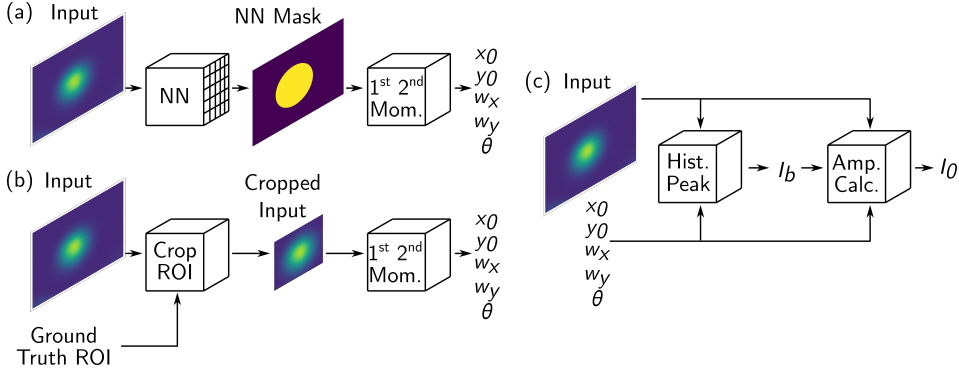 (a) Input
NN
NN Mask
1st 2nd
Mom.
x0
y0
wx
wy
θ
(b) Input
Crop
ROI
Ground
Truth ROI
Cropped
Input
1st 2nd
Mom.
x0
y0
wx
wy
θ
(c) Input
x0
y0
wx
wy
θ
Hist.
Peak
Ib
Amp.
Calc.
I0